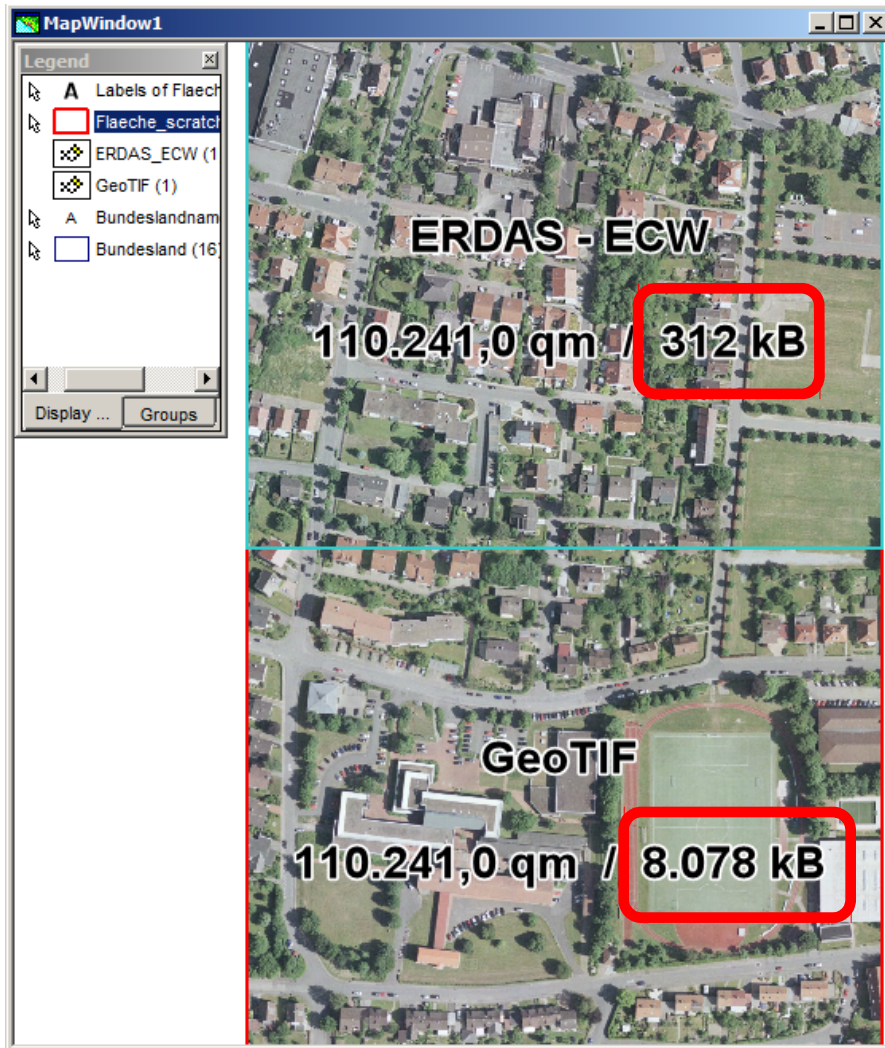 MapWindow1
Legend
A Labels of Flaech
Flaeche_scratch
ERDAS_ECW (1
GeoTIF (1)
A Bundeslandnam
Bundesland (16)
Display ... Groups
ERDAS - ECW
110.241,0 qm / 312 kB
GeoTIF
110.241,0 qm / 8.078 kB